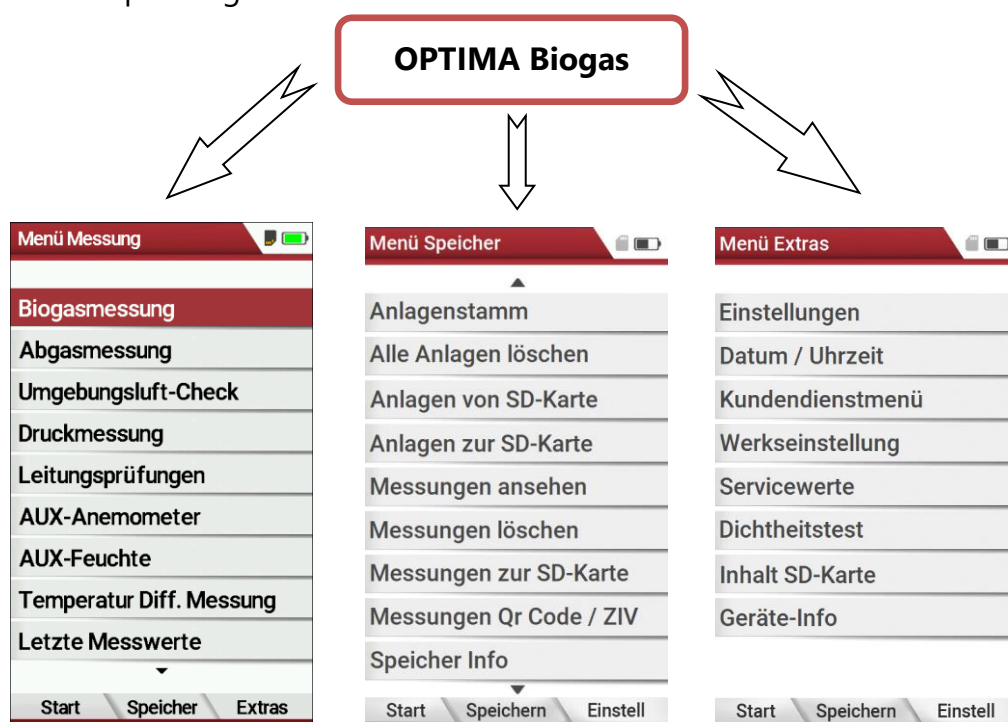 OPTIMA Biogas
Menü Messung
Biogasmessung
Abgasmessung
Umgebungsluft-Check
Druckmessung
Leitungsprüfungen
AUX-Anemometer
AUX-Feuchte
Temperatur Diff. Messung
Letzte Messwerte
Start Speicher Extras
Menü Speicher
Anlagenstamm
Alle Anlagen löschen
Anlagen von SD-Karte
Anlagen zur SD-Karte
Messungen ansehen
Messungen löschen
Messungen zur SD-Karte
Messungen Qr Code / ZIV
Speicher Info
Start Speichern Einstell
Menü Extras
Einstellungen
Datum / Uhrzeit
Kundendienstmenü
Werkseinstellung
Servicewerte
Dichtheitstest
Inhalt SD-Karte
Geräte-Info
Start Speichern Einstell